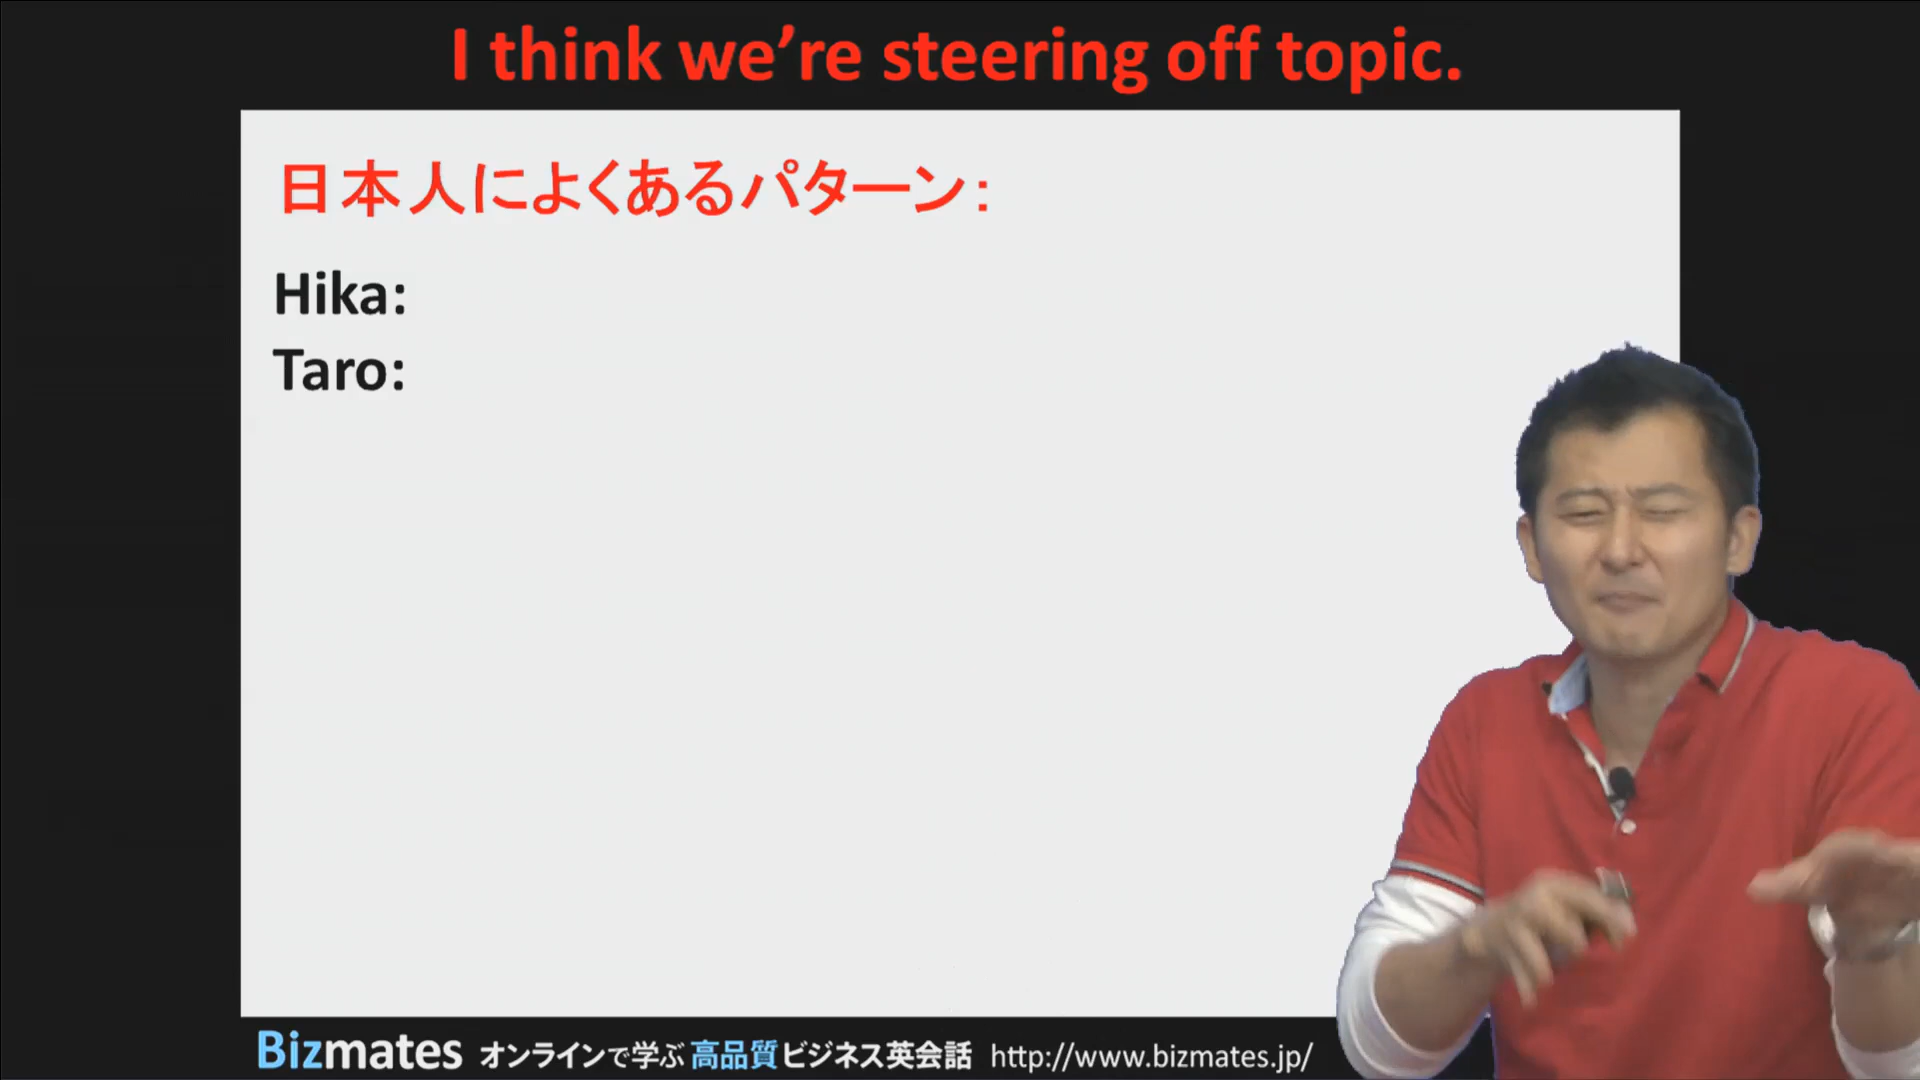 I think we're steering off topic.
日本人によくあるパターン：
Hika:
Taro:
Bizmates オンラインで学ぶ 高品質ビジネス英会話 http://www.bizmates.jp/